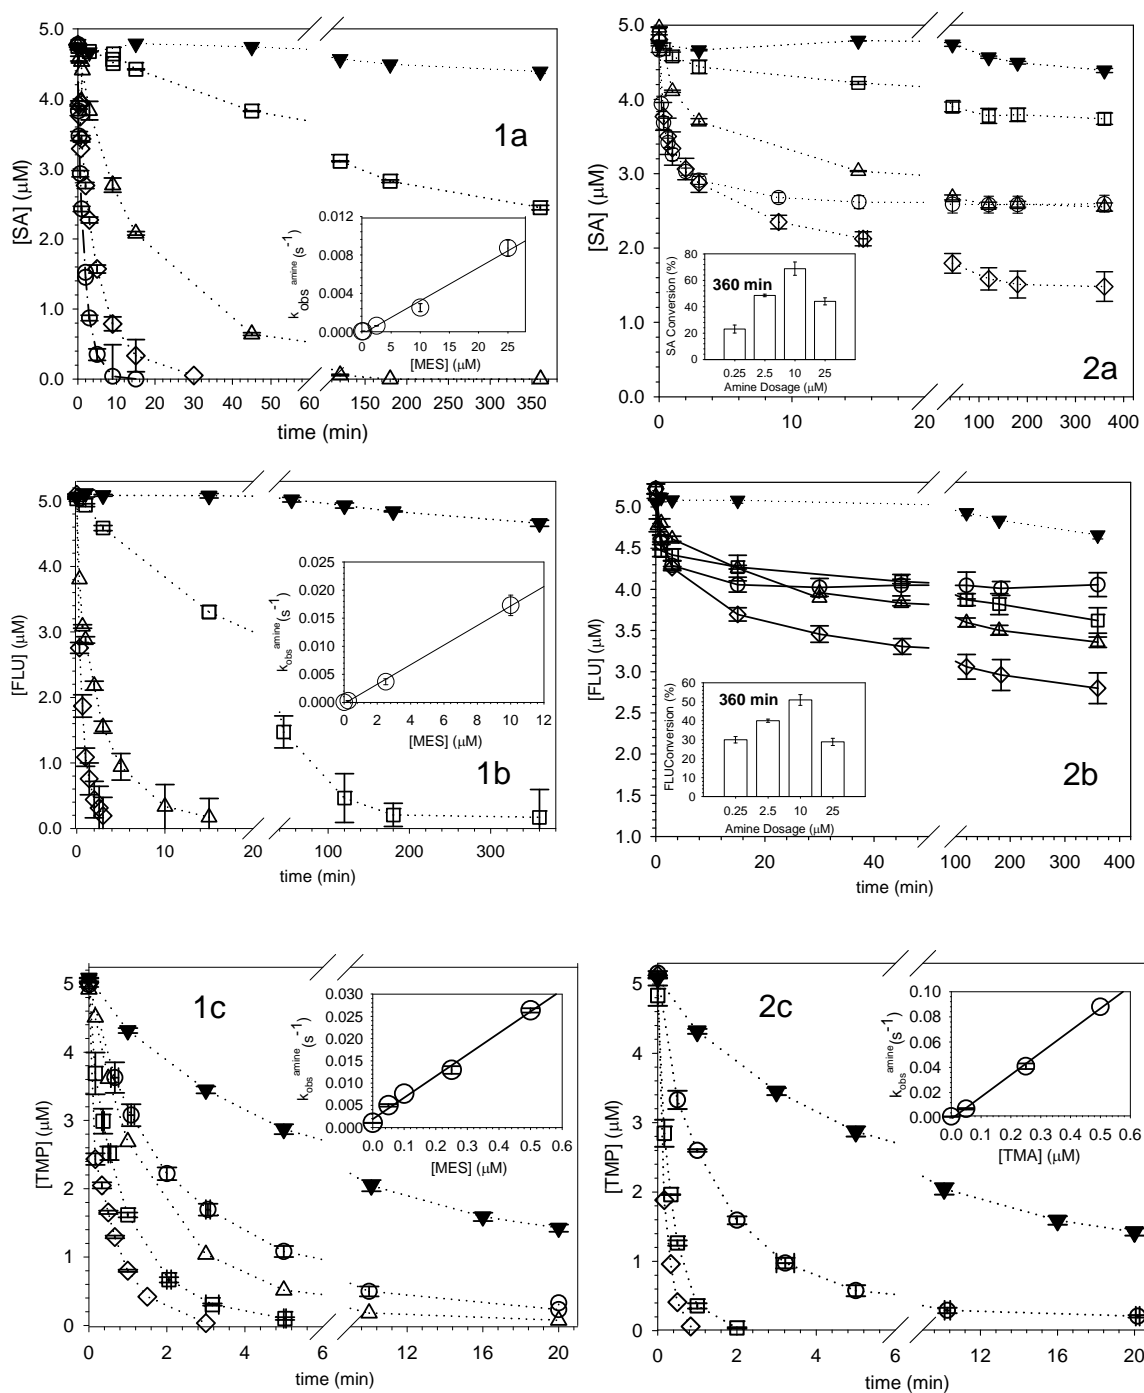 1a
[SA] (μM)
5.0
4.0
3.0
2.0
1.0
0.0
0 10 20 30 40 50 60 100 150 200 250 300 350
time (min)
k obs amine (s-1)
0.012
0.008
0.004
0.000
0 5 10 15 20 25
[MES] (μM)
2a
[SA] (μM)
5.0
4.0
3.0
2.0
1.0
0.0
0 10 20 100 200 300 400
time (min)
360 min
SA Conversion (%)
80
60
40
20
0
0.25 2.5 10 25
Amine Dosage (μM)
1b
[FLU] (μM)
5.0
4.0
3.0
2.0
1.0
0.0
0 5 10 15 20 100 200 300
time (min)
kobs amine (s-1)
0.025
0.020
0.015
0.010
0.005
0.000
0 2 4 6 8 10 12
[MES] (μM)
2b
[FLU] (μM)
5.0
4.5
4.0
3.5
3.0
2.5
2.0
1.5
1.0
0 20 40 100 200 300 400
time (min)
360 min
FLUConversion (%)
60
50
40
30
20
10
0
0.25 2.5 10 25
Amine Dosage (μM)
1c
[TMP] (μM)
5
4
3
2
1
0
0 2 4 6 12 16 20
time (min)
kobs amine (s-1)
0.030
0.025
0.020
0.015
0.010
0.005
0.000
0.0 0.1 0.2 0.3 0.4 0.5 0.6
[MES] (μM)
2c
[TMP] (μM)
5
4
3
2
1
0
0 2 4 6 12 16 20
time (min)
kobs amine (s-1)
0.10
0.08
0.06
0.04
0.02
0.00
0.0 0.1 0.2 0.3 0.4 0.5 0.6
[TMA] (μM)